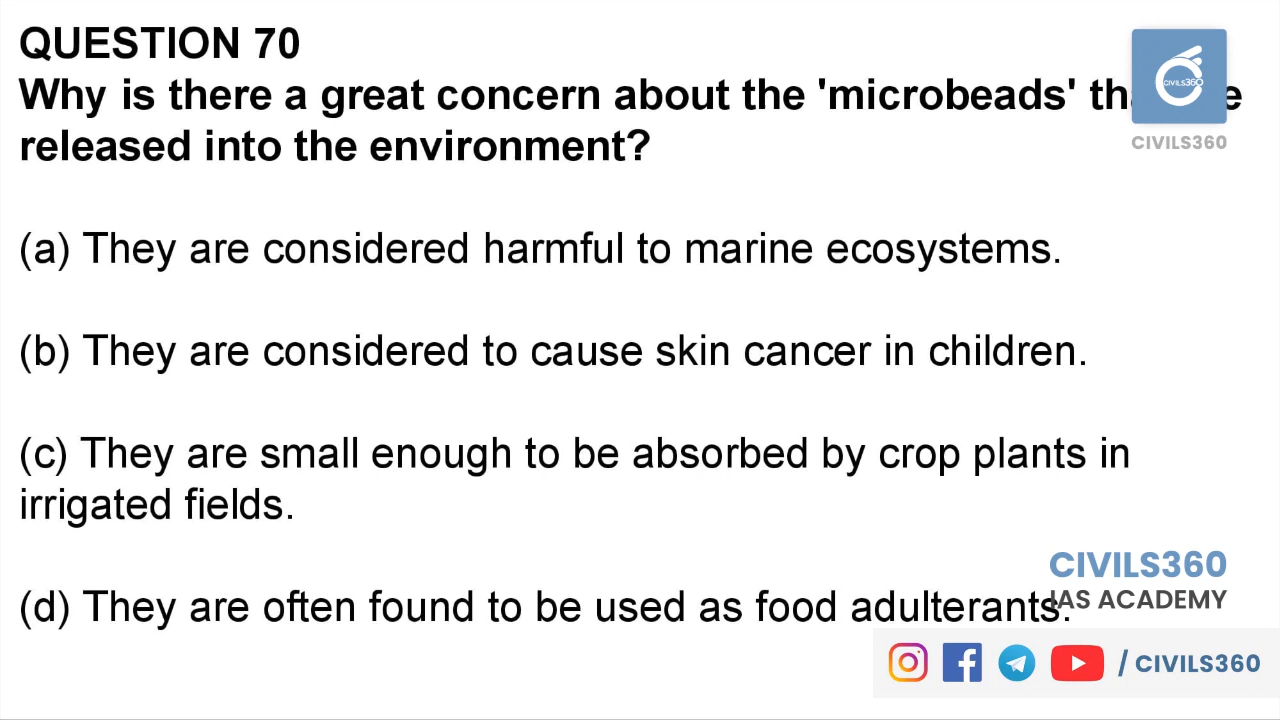 QUESTION 70
Why is there a great concern about the 'microbeads' th e
released into the environment?
(a) They are considered harmful to marine ecosystems.
(b) They are considered to cause skin cancer in children.
(c) They are small enough to be absorbed by crop plants in
irrigated fields.
(d) They are often found to be used as food adulterants.
CIVILS360
CIVILS360
CIVILS360
IAS ACADEMY
/ CIVILS360